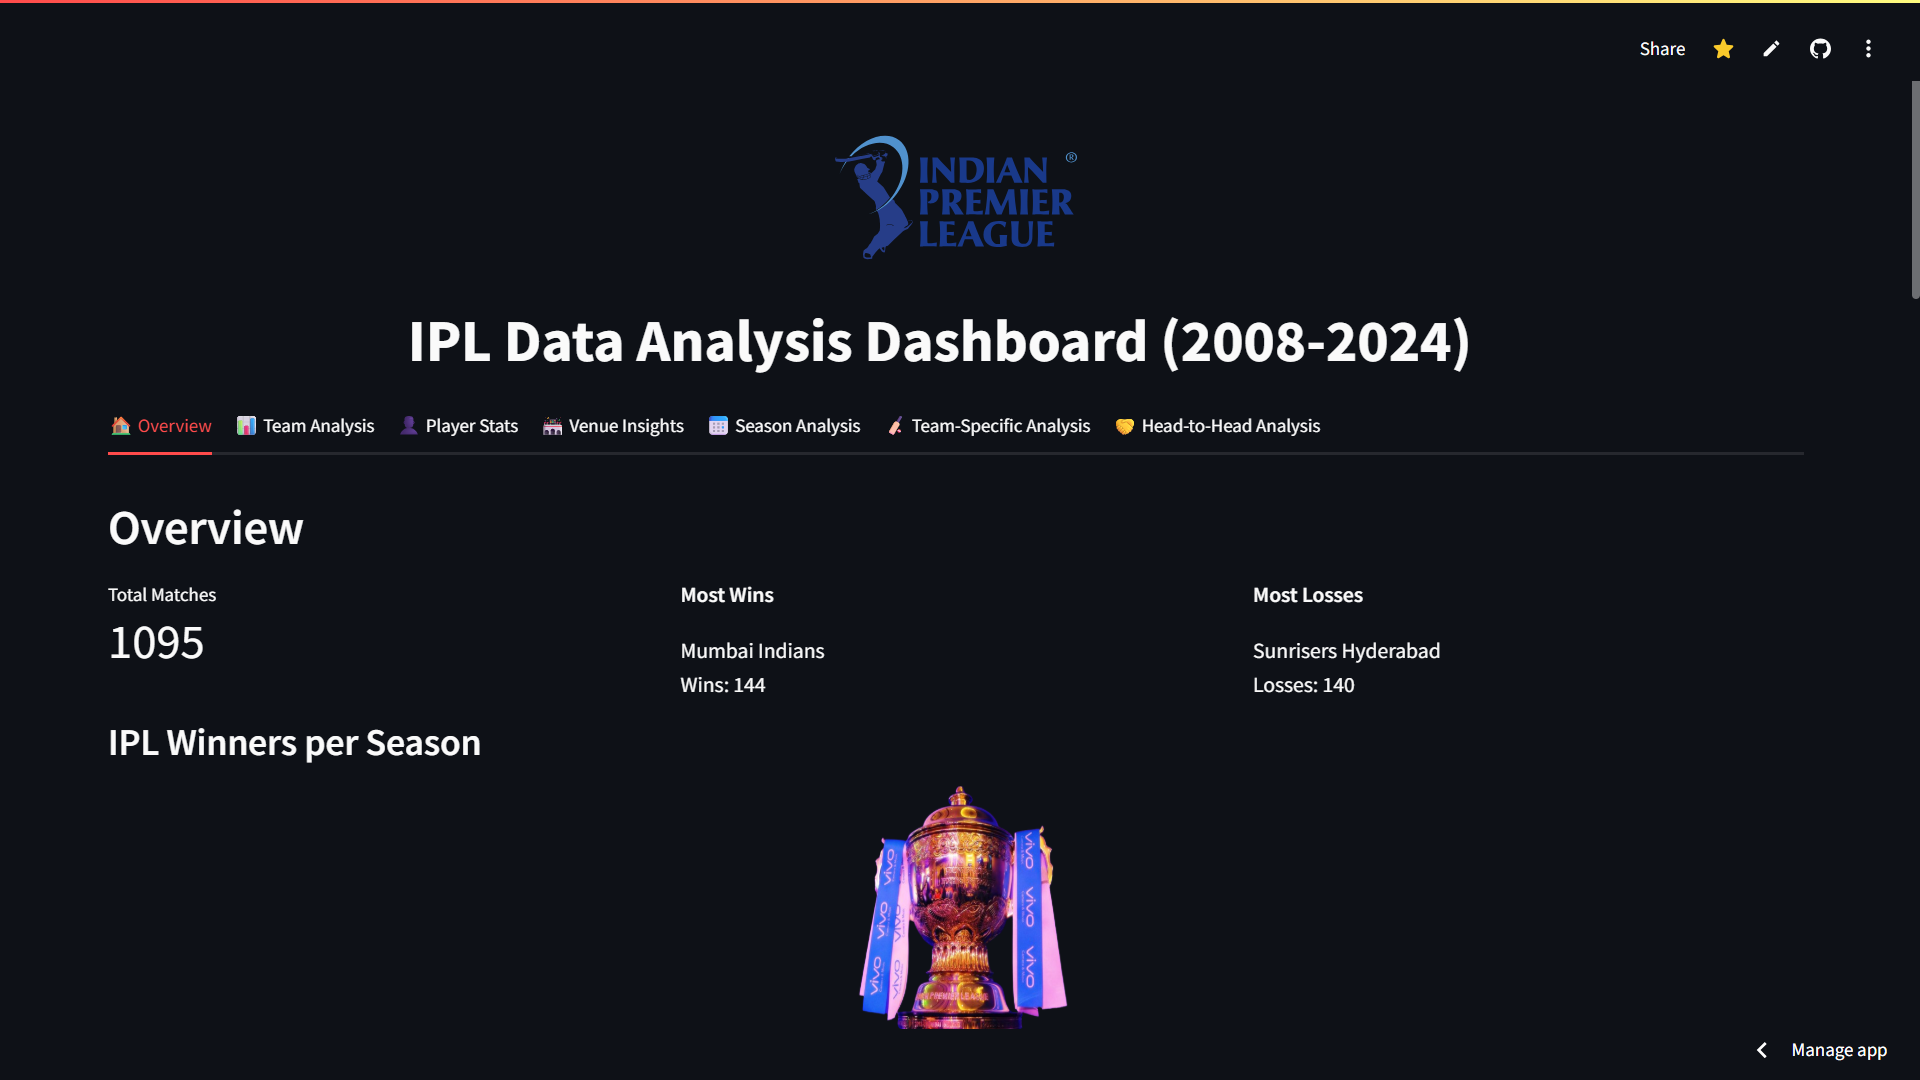 Share
INDIAN ®
PREMIER
LEAGUE
IPL Data Analysis Dashboard (2008-2024)
Overview
Team Analysis
Player Stats
Venue Insights
Season Analysis
Team-Specific Analysis
Head-to-Head Analysis
Overview
Total Matches
1095
Most Wins
Mumbai Indians
Wins: 144
Most Losses
Sunrisers Hyderabad
Losses: 140
IPL Winners per Season
vivo
vivo
vivo
vivo
vivo
vivo
vivo
vivo
Manage app